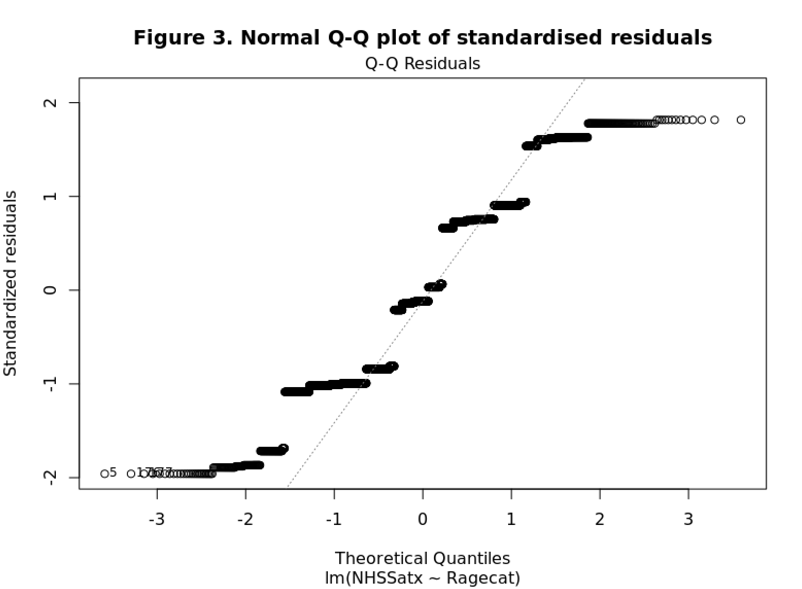 Figure 3. Normal Q-Q plot of standardised residuals
Q-Q Residuals
Standardized residuals
2
1
0
-1
-2
5
-3
-2
-1
0
1
2
3
Theoretical Quantiles
lm(NHSSatx ~ Ragecat)